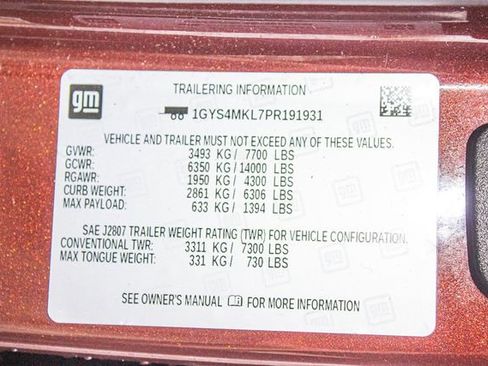 gm
TRAILERING INFORMATION
1GYS4MKL7PR191931
VEHICLE AND TRAILER MUST NOT EXCEED ANY OF THESE VALUES.
GVWR: 3493 KG / 7700 LBS
GCWR: 6350 KG / 14000 LBS
RGAWR: 1950 KG / 4300 LBS
CURB WEIGHT: 2861 KG / 6306 LBS
MAX PAYLOAD: 633 KG / 1394 LBS
SAE J2807 TRAILER WEIGHT RATING (TWR) FOR VEHICLE CONFIGURATION.
CONVENTIONAL TWR: 3311 KG / 7300 LBS
MAX TONGUE WEIGHT: 331 KG / 730 LBS
SEE OWNER'S MANUAL FOR MORE INFORMATION